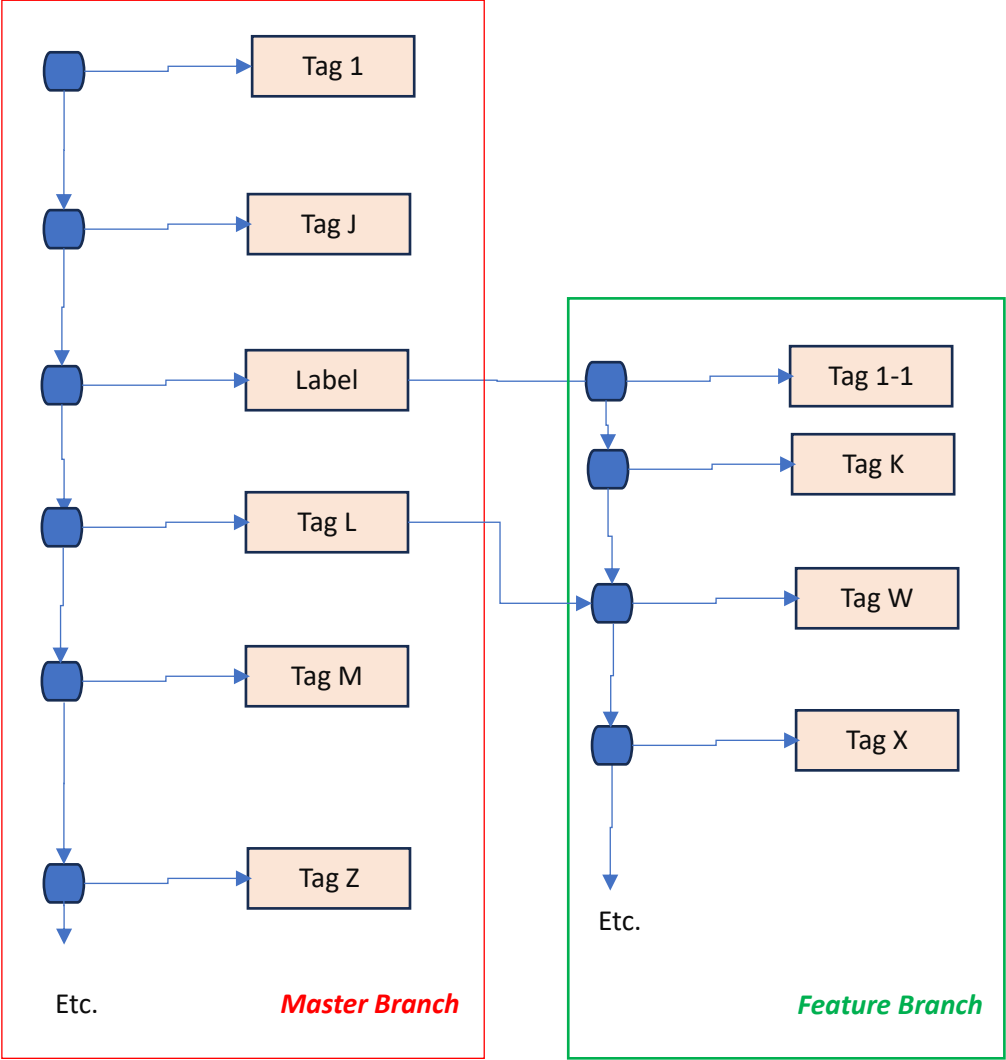 Tag 1
Tag J
Label
Tag L
Tag M
Tag Z
Etc.
Master Branch
Tag 1-1
Tag K
Tag W
Tag X
Etc.
Feature Branch